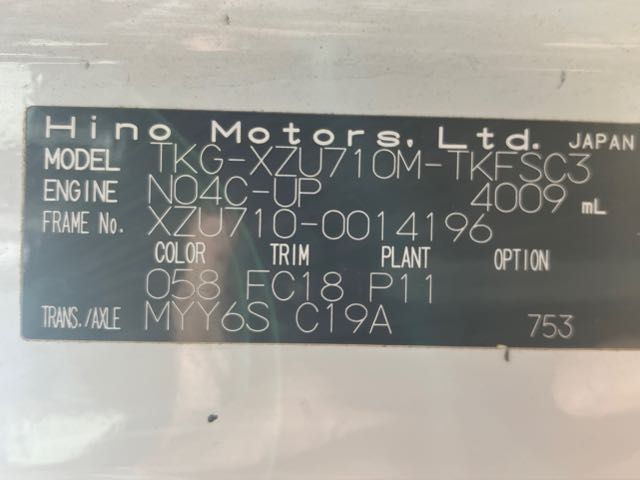 Hino Motors, Ltd. JAPAN
MODEL TKG-XZU710M-TKFSC3
ENGINE N04C-UP 4009 mL
FRAME No. XZU710-0014196
COLOR TRIM PLANT OPTION
058 FC18 P11
TRANS./AXLE MYY6S C19A 753